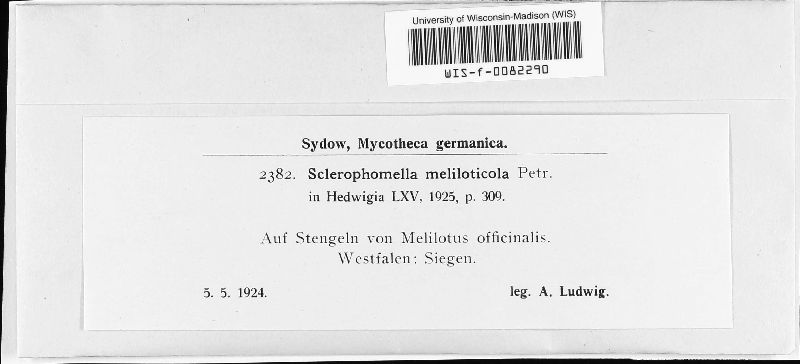 University of Wisconsin-Madison (WIS)
WIS-f-0082290
Sydow, Mycotheca germanica.
2382. Sclerophomella meliloticola Petr.
in Hedwigia LXV, 1925, p. 309.
Auf Stengeln von Melilotus officinalis.
Westfalen: Siegen.
5. 5. 1924. leg. A. Ludwig.